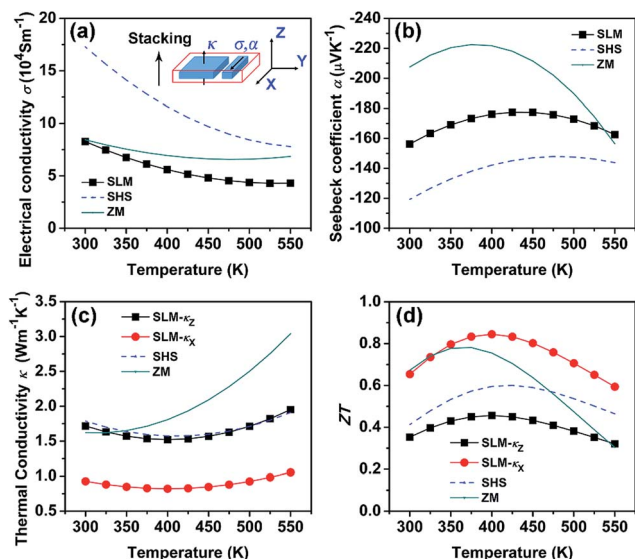 (a)
Stacking
κ
σ,α
Z
Y
X
SLM
SHS
ZM
20
15
10
5
0
300 350 400 450 500 550
Temperature (K)
Electrical conductivity σ (10⁴Sm⁻¹)
(b)
SLM
SHS
ZM
-240
-220
-200
-180
-160
-140
-120
-100
300 350 400 450 500 550
Temperature (K)
Seebeck coefficient α (μVK⁻¹)
(c)
SLM-κZ
SLM-κX
SHS
ZM
3.5
3.0
2.5
2.0
1.5
1.0
0.5
300 350 400 450 500 550
Temperature (K)
Thermal Conductivity κ (Wm⁻¹K⁻¹)
(d)
SLM-κZ
SLM-κX
SHS
ZM
1.0
0.8
0.6
0.4
0.2
0.0
300 350 400 450 500 550
Temperature (K)
ZT